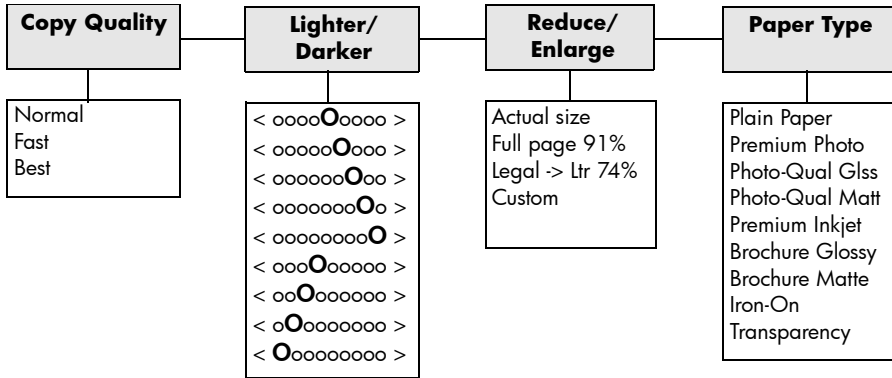 Copy Quality
Normal
Fast
Best
Lighter/
Darker
< ooooOoooo >
< oooooOooo >
< ooooooOoo >
< oooooooOo >
< ooooooooO >
< oooOooooo >
< ooOoooooo >
< oOooooooo >
< Ooooooooo >
Reduce/
Enlarge
Actual size
Full page 91%
Legal -> Ltr 74%
Custom
Paper Type
Plain Paper
Premium Photo
Photo-Qual Glss
Photo-Qual Matt
Premium Inkjet
Brochure Glossy
Brochure Matte
Iron-On
Transparency